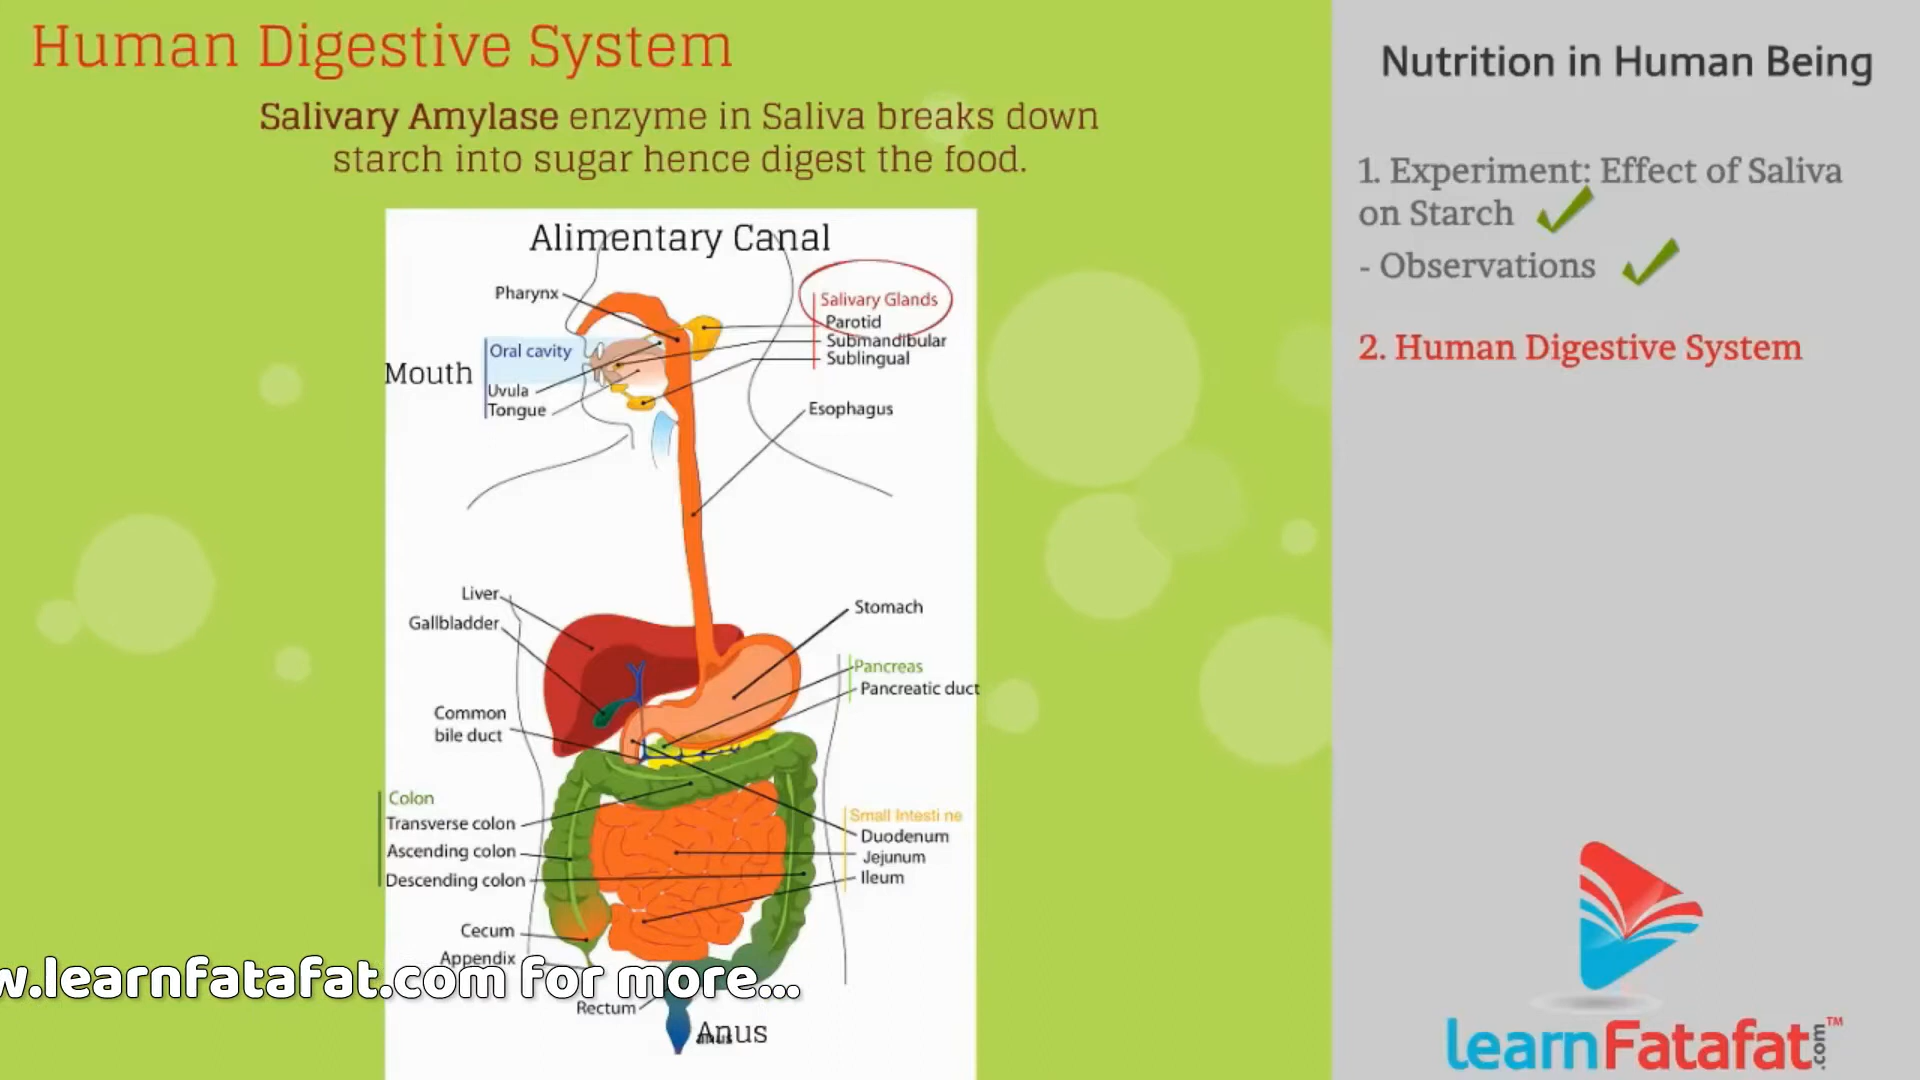 Human Digestive System
Salivary Amylase enzyme in Saliva breaks down
starch into sugar hence digest the food.
Alimentary Canal
Pharynx
Salivary Glands
Parotid
Submandibular
Sublingual
Oral cavity
Mouth
Uvula
Tongue
Esophagus
Liver
Gallbladder
Stomach
Pancreas
Pancreatic duct
Common
bile duct
Colon
Transverse colon
Ascending colon
Descending colon
Small Intesti ne
Duodenum
Jejunum
Ileum
Cecum
Appendix
w.learnfatafat.com for more...
Rectum
Anus
anus
Nutrition in Human Being
1. Experiment: Effect of Saliva
on Starch
- Observations
2. Human Digestive System
learnFatafat.com™